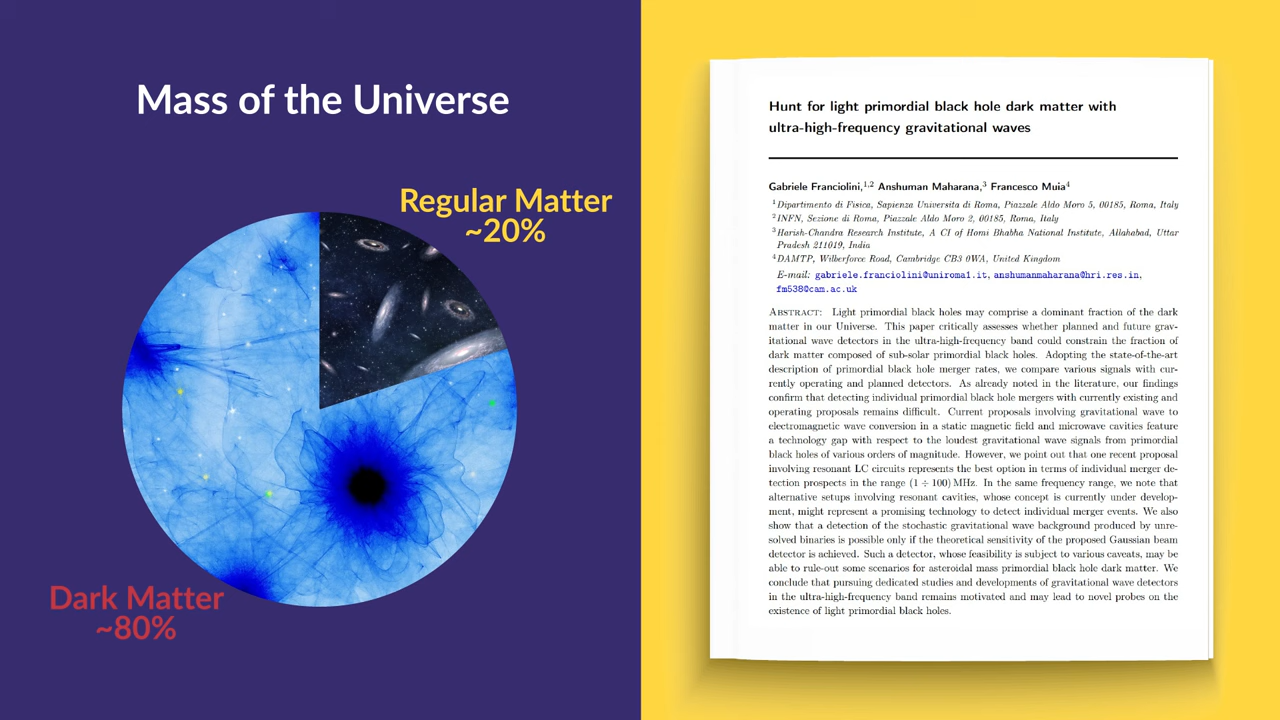 Mass of the Universe
Regular Matter
~20%
Dark Matter
~80%
Hunt for light primordial black hole dark matter with
ultra-high-frequency gravitational waves
Gabriele Franciolini,1,2 Anshuman Maharana,3 Francesco Muia4
1Dipartimento di Fisica, Sapienza Università di Roma, Piazzale Aldo Moro 5, 00185, Roma, Italy
2INFN, Sezione di Roma, Piazzale Aldo Moro 2, 00185, Roma, Italy
3Harish-Chandra Research Institute, A CI of Homi Bhabha National Institute, Allahabad, Uttar
Pradesh 211019, India
4DAMTP, Wilberforce Road, Cambridge CB3 0WA, United Kingdom
E-mail: gabriele.franciolini@uniroma1.it, anshumanmaharana@hri.res.in,
fm538@cam.ac.uk
Abstract: Light primordial black holes may comprise a dominant fraction of the dark
matter in our Universe. This paper critically assesses whether planned and future grav-
itational wave detectors in the ultra-high-frequency band could constrain the fraction of
dark matter composed of sub-solar primordial black holes. Adopting the state-of-the-art
description of primordial black hole merger rates, we compare various signals with cur-
rently operating and planned detectors. As already noted in the literature, our findings
confirm that detecting individual primordial black hole mergers with currently existing and
operating proposals remains difficult. Current proposals involving gravitational wave to
electromagnetic wave conversion in a static magnetic field and microwave cavities feature
a technology gap with respect to the loudest gravitational wave signals from primordial
black holes of various orders of magnitude. However, we point out that one recent proposal
involving resonant LC circuits represents the best option in terms of individual merger de-
tection prospects in the range (1 ÷ 100) MHz. In the same frequency range, we note that
alternative setups involving resonant cavities, whose concept is currently under develop-
ment, might represent a promising technology to detect individual merger events. We also
show that a detection of the stochastic gravitational wave background produced by unre-
solved binaries is possible only if the theoretical sensitivity of the proposed Gaussian beam
detector is achieved. Such a detector, whose feasibility is subject to various caveats, may be
able to rule-out some scenarios for asteroidal mass primordial black hole dark matter. We
conclude that pursuing dedicated studies and developments of gravitational wave detectors
in the ultra-high-frequency band remains motivated and may lead to novel probes on the
existence of light primordial black holes.